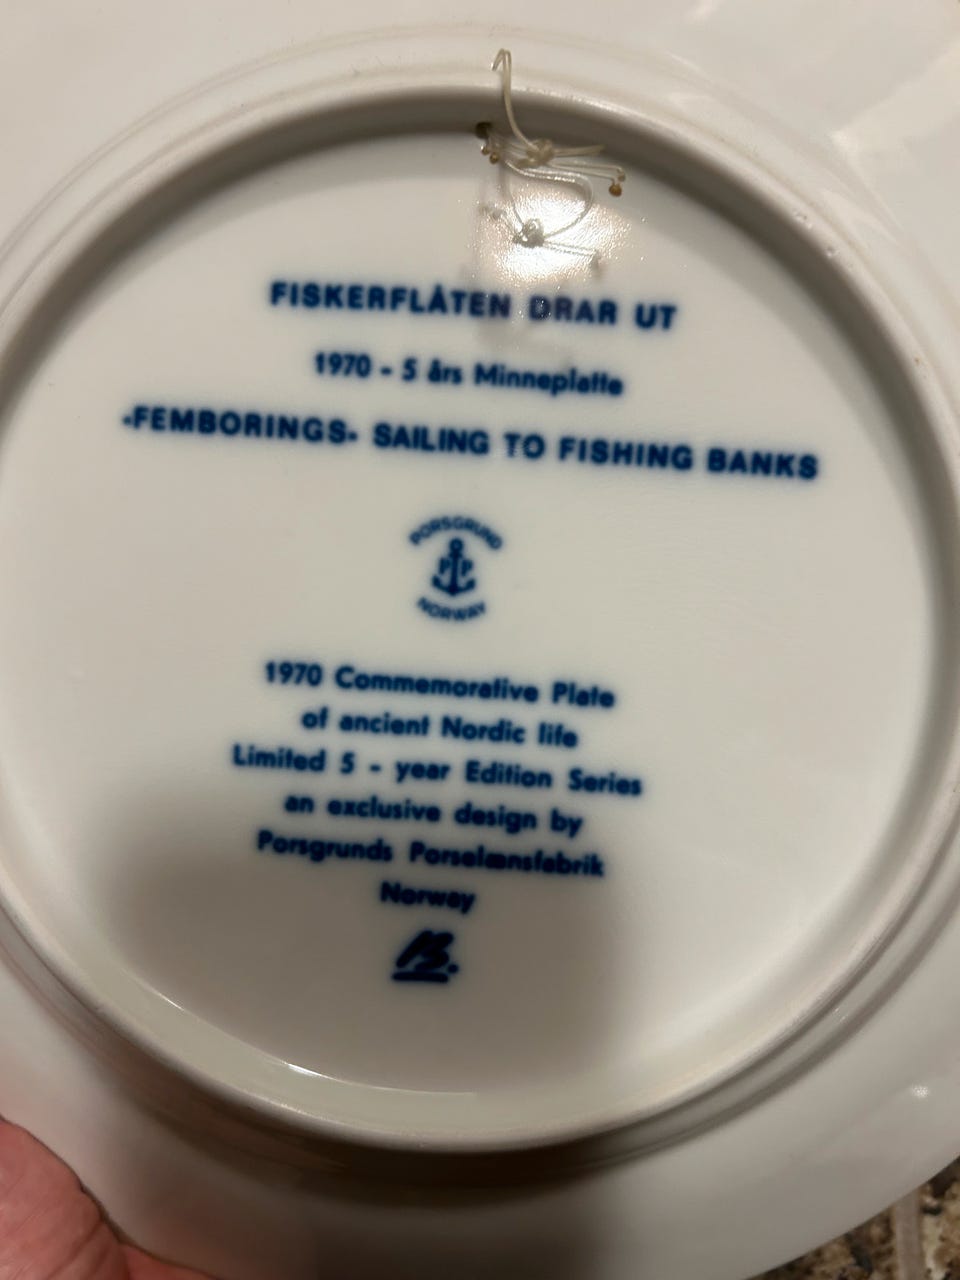 FISKERFLÅTEN DRAR UT
1970 - 5 års Minneplatte
«FEMBORINGS» SAILING TO FISHING BANKS
PORSGRUND
P P
NORWAY
1970 Commemorative Plate
of ancient Nordic life
Limited 5 - year Edition Series
an exclusive design by
Porsgrunds Porselænsfabrik
Norway